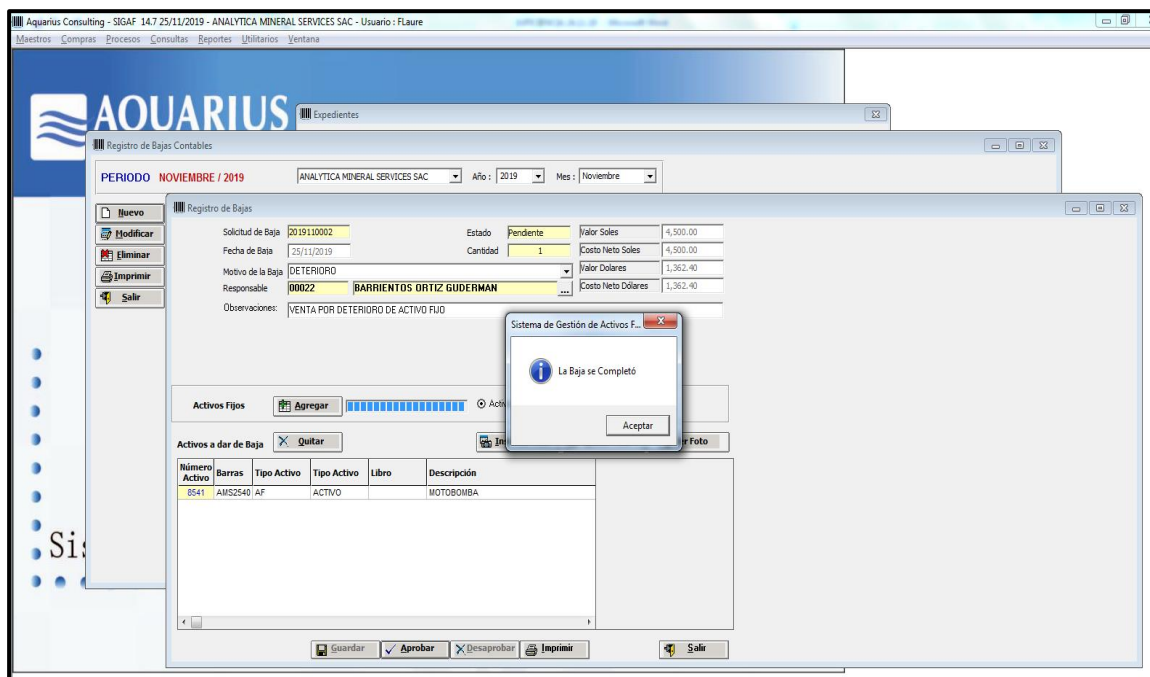 Aquarius Consulting - SIGAF 14.7 25/11/2019 - ANALYTICA MINERAL SERVICES SAC - Usuario : FLaure
Maestros Compras Procesos Consultas Reportes Utilitarios Ventana
AQUARIUS
Expedientes
Registro de Bajas Contables
PERIODO NOVIEMBRE / 2019 ANALYTICA MINERAL SERVICES SAC Año : 2019 Mes : Noviembre
Nuevo
Modificar
Eliminar
Imprimir
Salir
Registro de Bajas
Solicitud de Baja 2019110002 Estado Pendiente Valor Soles 4,500.00
Fecha de Baja 25/11/2019 Cantidad 1 Costo Neto Soles 4,500.00
Motivo de la Baja DETERIORO Valor Dolares 1,362.40
Responsable 00022 BARRIENTOS ORTIZ GUDERMAN ... Costo Neto Dólares 1,362.40
Observaciones: VENTA POR DETERIORO DE ACTIVO FIJO
Sistema de Gestión de Activos F...
La Baja se Completó
Aceptar
Activos Fijos Agregar Activ
Activos a dar de Baja Quitar r Foto
Número Activo Barras Tipo Activo Tipo Activo Libro Descripción
8541 AMS2540 AF ACTIVO MOTOBOMBA
Sis
Guardar Aprobar Desaprobar Imprimir Salir